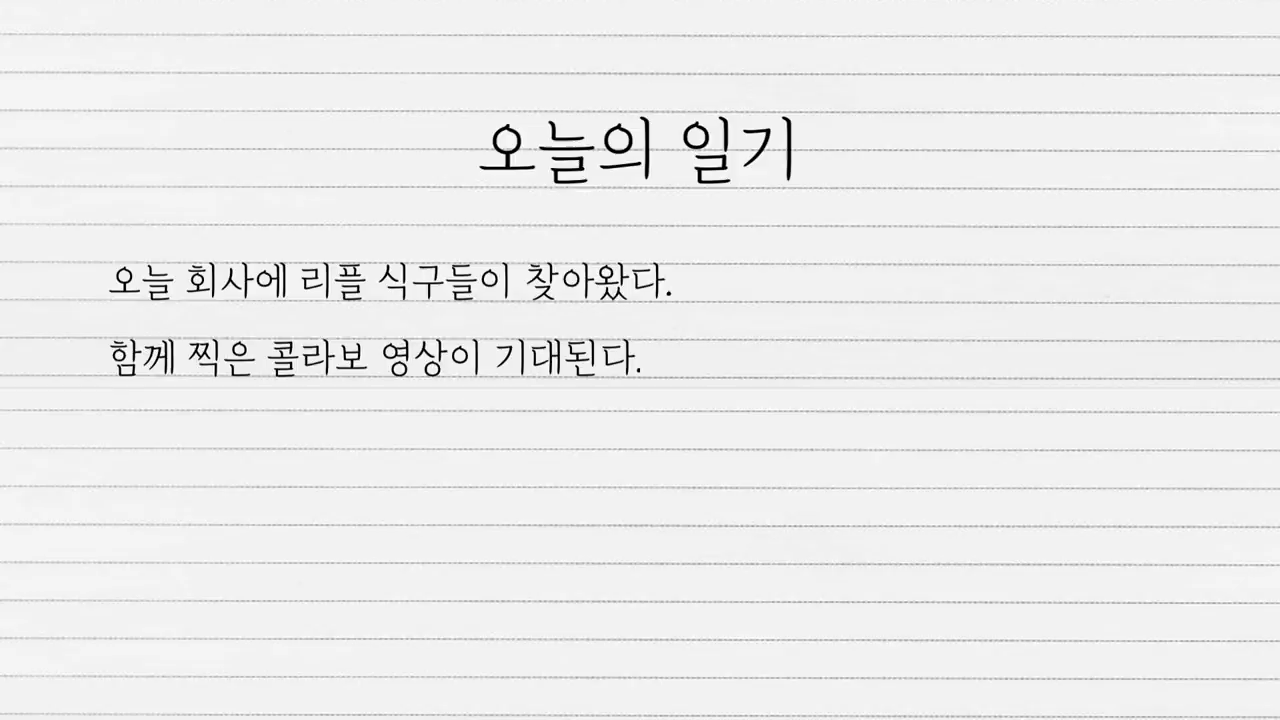 오늘의 일기
오늘 회사에 리플 식구들이 찾아왔다.
함께 찍은 콜라보 영상이 기대된다.